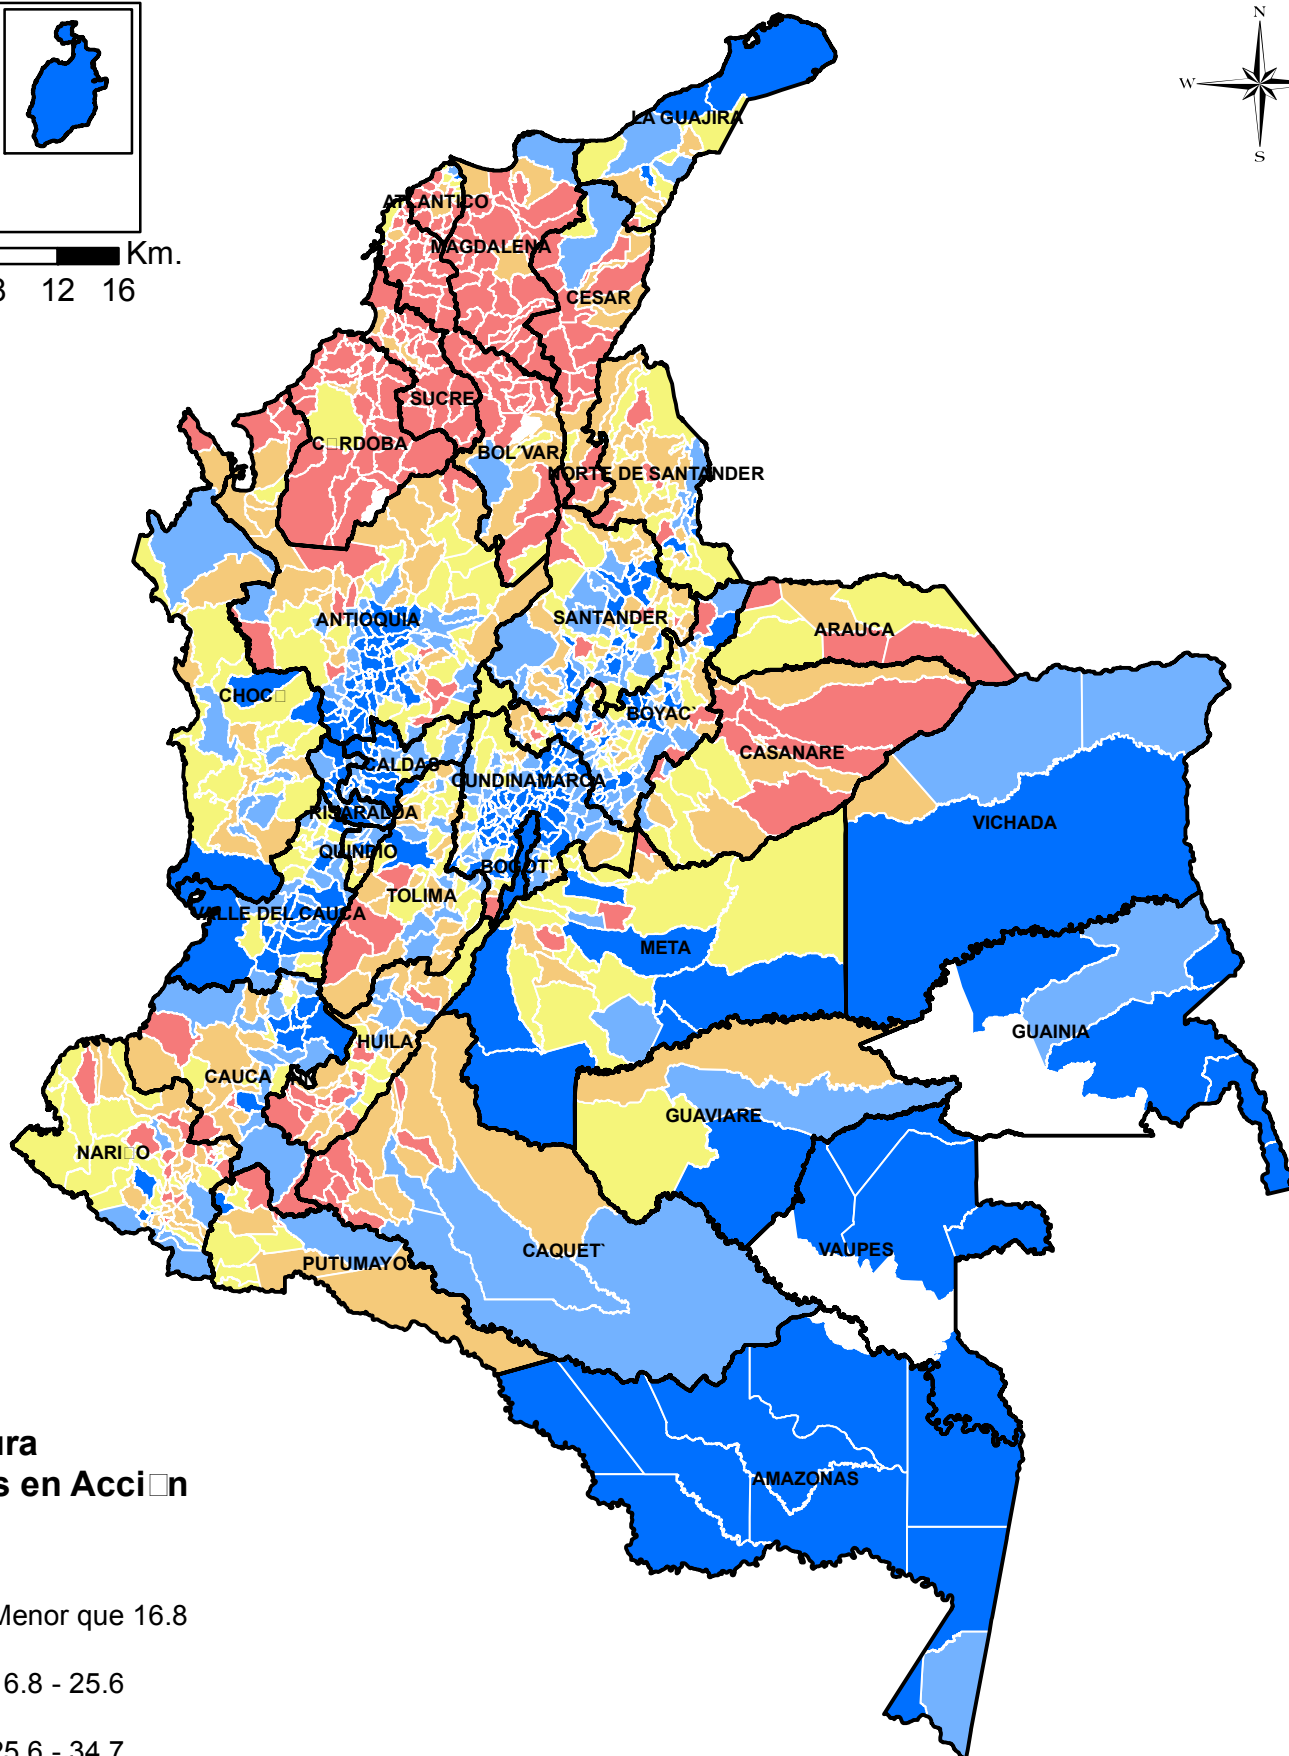 N
W
S
Km.
12 16
LA GUAJIRA
ATLANTICO
MAGDALENA
CESAR
SUCRE
C□RDOBA
BOL´VAR
NORTE DE SANTANDER
ANTIOQUIA
SANTANDER
ARAUCA
CHOC□
BOYAC`
CASANARE
CALDAS
CUNDINAMARCA
RISARALDA
VICHADA
QUINDIO
BOGOT`
TOLIMA
VALLE DEL CAUCA
META
GUAINIA
HUILA
CAUCA
GUAVIARE
NARI□O
CAQUET`
VAUPES
PUTUMAYO
AMAZONAS
en Acci□n
Menor que 16.8
6.8 - 25.6
25.6 - 34.7